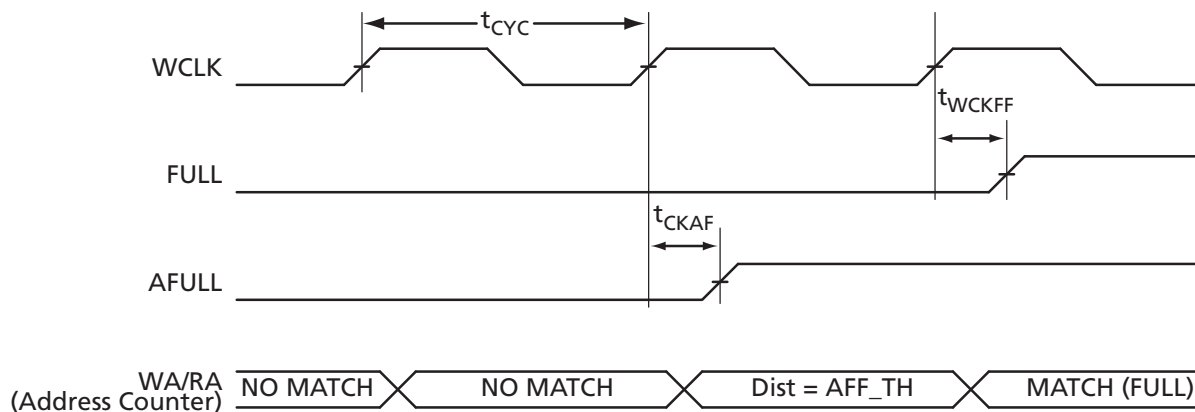 tCYC
WCLK
tWCKFF
FULL
tCKAF
AFULL
WA/RA
(Address Counter)
NO MATCH
NO MATCH
Dist = AFF_TH
MATCH (FULL)